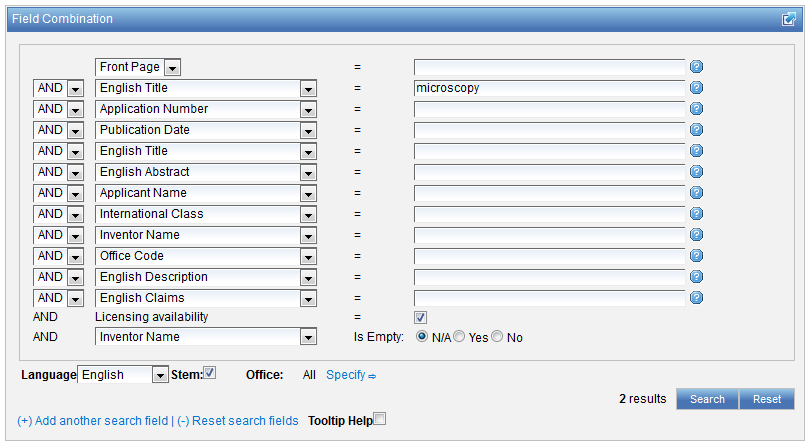 Field Combination
Front Page =
AND English Title = microscopy
AND Application Number =
AND Publication Date =
AND English Title =
AND English Abstract =
AND Applicant Name =
AND International Class =
AND Inventor Name =
AND Office Code =
AND English Description =
AND English Claims =
AND Licensing availability =
AND Inventor Name Is Empty: N/A Yes No
Language English Stem: Office: All Specify ⇨
2 results Search Reset
(+) Add another search field | (-) Reset search fields Tooltip Help